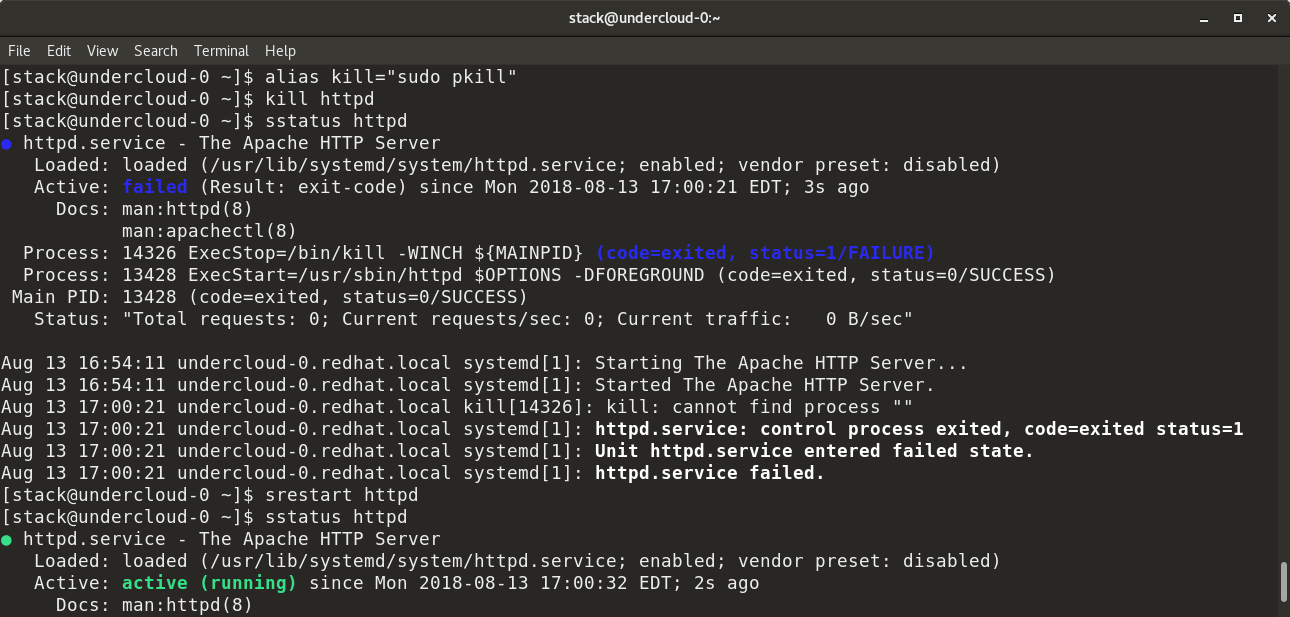 stack@undercloud-0:~
File Edit View Search Terminal Help
[stack@undercloud-0 ~]$ alias kill="sudo pkill"
[stack@undercloud-0 ~]$ kill httpd
[stack@undercloud-0 ~]$ sstatus httpd
● httpd.service - The Apache HTTP Server
   Loaded: loaded (/usr/lib/systemd/system/httpd.service; enabled; vendor preset: disabled)
   Active: failed (Result: exit-code) since Mon 2018-08-13 17:00:21 EDT; 3s ago
     Docs: man:httpd(8)
           man:apachectl(8)
  Process: 14326 ExecStop=/bin/kill -WINCH ${MAINPID} (code=exited, status=1/FAILURE)
  Process: 13428 ExecStart=/usr/sbin/httpd $OPTIONS -DFOREGROUND (code=exited, status=0/SUCCESS)
 Main PID: 13428 (code=exited, status=0/SUCCESS)
   Status: "Total requests: 0; Current requests/sec: 0; Current traffic:   0 B/sec"

Aug 13 16:54:11 undercloud-0.redhat.local systemd[1]: Starting The Apache HTTP Server...
Aug 13 16:54:11 undercloud-0.redhat.local systemd[1]: Started The Apache HTTP Server.
Aug 13 17:00:21 undercloud-0.redhat.local kill[14326]: kill: cannot find process ""
Aug 13 17:00:21 undercloud-0.redhat.local systemd[1]: httpd.service: control process exited, code=exited status=1
Aug 13 17:00:21 undercloud-0.redhat.local systemd[1]: Unit httpd.service entered failed state.
Aug 13 17:00:21 undercloud-0.redhat.local systemd[1]: httpd.service failed.
[stack@undercloud-0 ~]$ srestart httpd
[stack@undercloud-0 ~]$ sstatus httpd
● httpd.service - The Apache HTTP Server
   Loaded: loaded (/usr/lib/systemd/system/httpd.service; enabled; vendor preset: disabled)
   Active: active (running) since Mon 2018-08-13 17:00:32 EDT; 2s ago
     Docs: man:httpd(8)